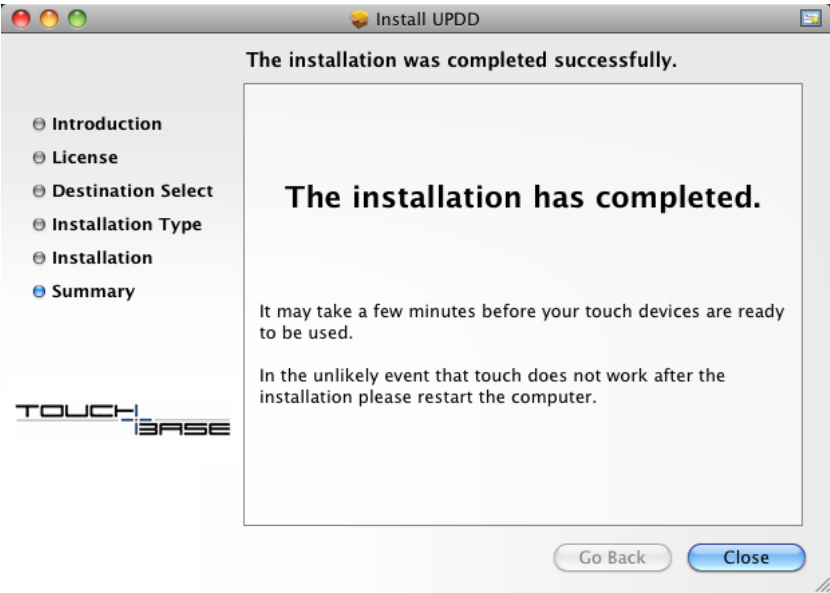 Install UPDD
The installation was completed successfully.
Introduction
License
Destination Select
Installation Type
Installation
Summary
TOUCH
BASE
The installation has completed.
It may take a few minutes before your touch devices are ready
to be used.
In the unlikely event that touch does not work after the
installation please restart the computer.
Go Back
Close